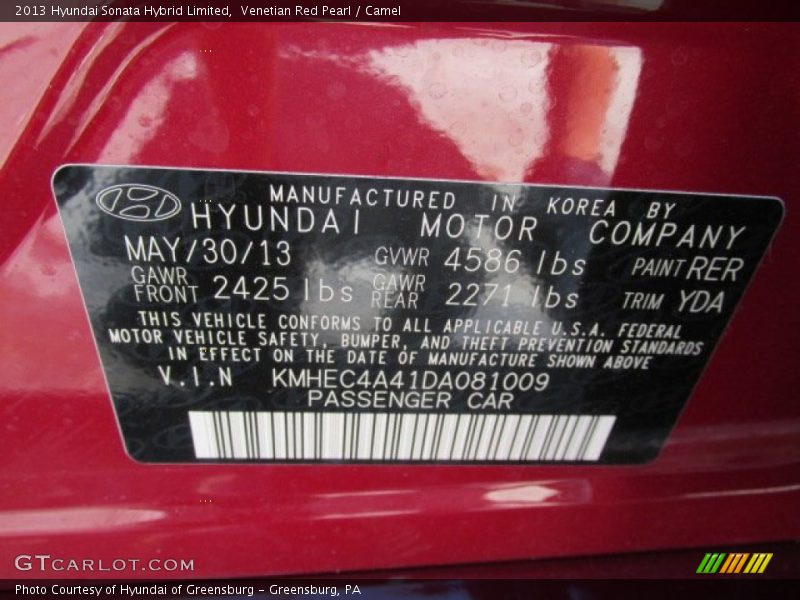 2013 Hyundai Sonata Hybrid Limited,  Venetian Red Pearl / Camel
MANUFACTURED IN KOREA BY
HYUNDAI MOTOR COMPANY
MAY/30/13 GVWR 4586 lbs PAINT RER
GAWR FRONT 2425 lbs GAWR REAR 2271 lbs TRIM YDA
THIS VEHICLE CONFORMS TO ALL APPLICABLE U.S.A. FEDERAL
MOTOR VEHICLE SAFETY, BUMPER, AND THEFT PREVENTION STANDARDS
IN EFFECT ON THE DATE OF MANUFACTURE SHOWN ABOVE
V.I.N KMHEC4A41DA081009
PASSENGER CAR
GTCARLOT.COM
Photo Courtesy of Hyundai of Greensburg - Greensburg, PA